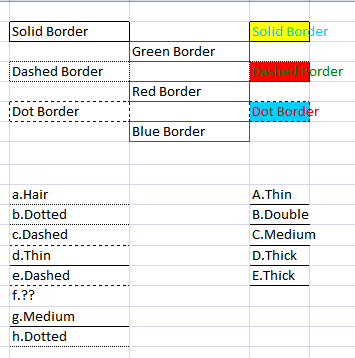 Solid Border Solid Border
Green Border
Dashed Border Dashed Border
Red Border
Dot Border Dot Border
Blue Border
a.Hair A.Thin
b.Dotted B.Double
c.Dashed C.Medium
d.Thin D.Thick
e.Dashed E.Thick
f.??
g.Medium
h.Dotted